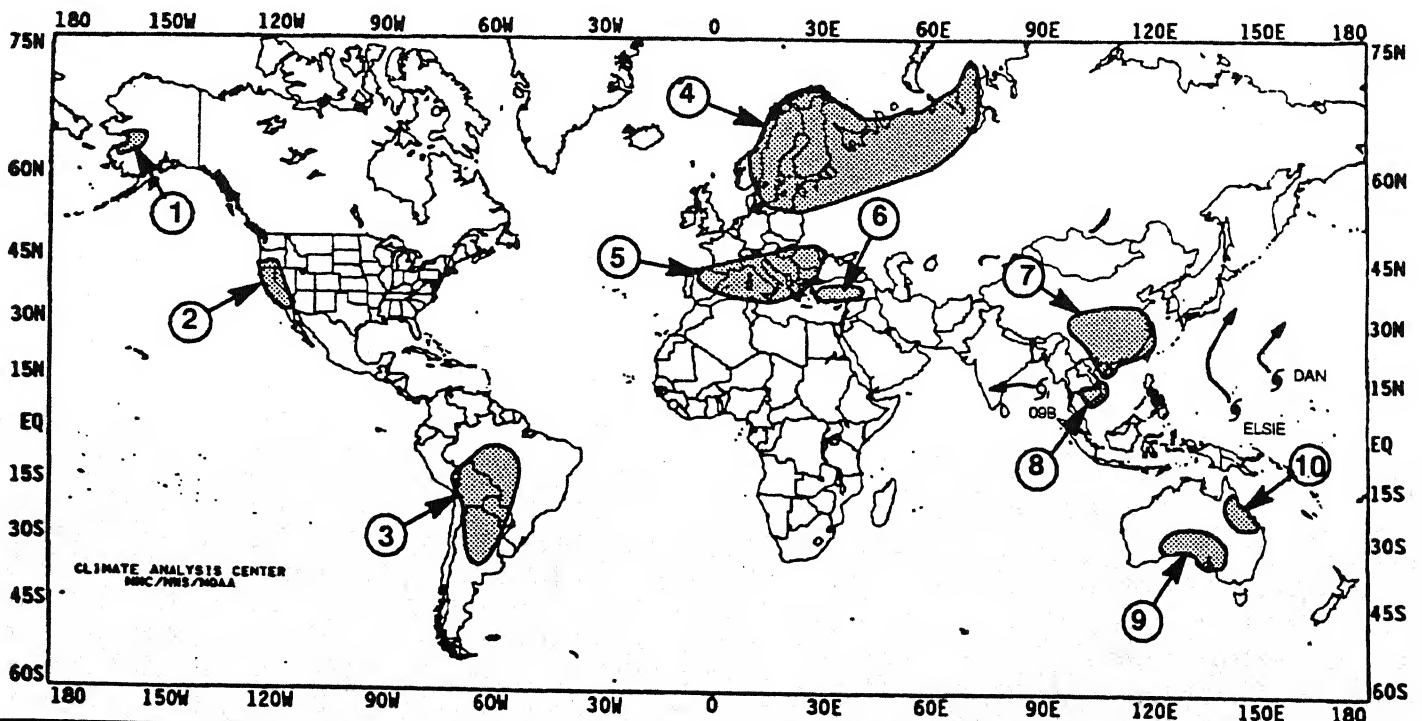 180 150W 120W 90W 60W 30W 0 30E 60E 90E 120E 150E 180
75N 75N
4
60N 60N
1
6
5
45N 45N
7
2
30N 30N
15N DAN 15N
09B ELSIE
EQ EQ
8
10
15S 15S
3
30S 30S
CLIMATE ANALYSIS CENTER
NMC/NWS/NOAA
9
45S 45S
60S 60S
180 150W 120W 90W 60W 30W 0 30E 60E 90E 120E 150E 180